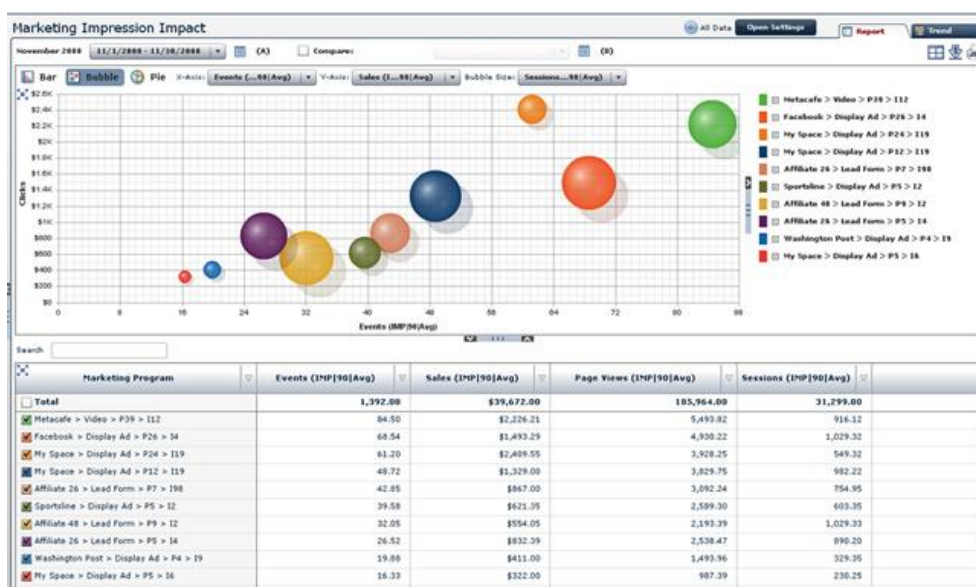 Marketing Impression Impact
All Data
Open Settings
Report
Trend
November 2008
11/1/2008 - 11/30/2008
(A)
Compare:
(B)
Bar
Bubble
Pie
X-Axis:
Events (...90|Avg)
Y-Axis:
Sales (I...90|Avg)
Bubble Size:
Sessions...90|Avg)
$2.6K
$2.4K
$2.2K
$2K
$1.8K
$1.6K
$1.4K
$1.2K
$1K
$800
$600
$400
$200
$0
Clicks
0 8 16 24 32 40 48 56 64 72 80 88
Events (IMP|90|Avg)
Metacafe > Video > P39 > I12
Facebook > Display Ad > P26 > I4
My Space > Display Ad > P24 > I19
My Space > Display Ad > P12 > I19
Affiliate 26 > Lead Form > P7 > I98
Sportsline > Display Ad > P5 > I2
Affiliate 48 > Lead Form > P9 > I2
Affiliate 26 > Lead Form > P5 > I4
Washington Post > Display Ad > P4 > I9
My Space > Display Ad > P5 > I6
Search
Marketing Program Events (IMP|90|Avg) Sales (IMP|90|Avg) Page Views (IMP|90|Avg) Sessions (IMP|90|Avg)
Total 1,392.00 $39,672.00 185,964.00 31,299.00
Metacafe > Video > P39 > I12 84.50 $2,226.21 5,493.82 916.12
Facebook > Display Ad > P26 > I4 68.54 $1,493.29 4,930.22 1,029.32
My Space > Display Ad > P24 > I19 61.20 $2,409.55 3,928.25 549.32
My Space > Display Ad > P12 > I19 48.72 $1,329.00 3,829.75 982.22
Affiliate 26 > Lead Form > P7 > I98 42.85 $867.00 3,092.24 754.95
Sportsline > Display Ad > P5 > I2 39.58 $621.35 2,589.30 603.35
Affiliate 48 > Lead Form > P9 > I2 32.05 $554.05 2,193.39 1,029.33
Affiliate 26 > Lead Form > P5 > I4 26.52 $832.39 2,538.47 890.20
Washington Post > Display Ad > P4 > I9 19.88 $411.00 1,493.96 329.35
My Space > Display Ad > P5 > I6 16.33 $322.00 987.39 230.25